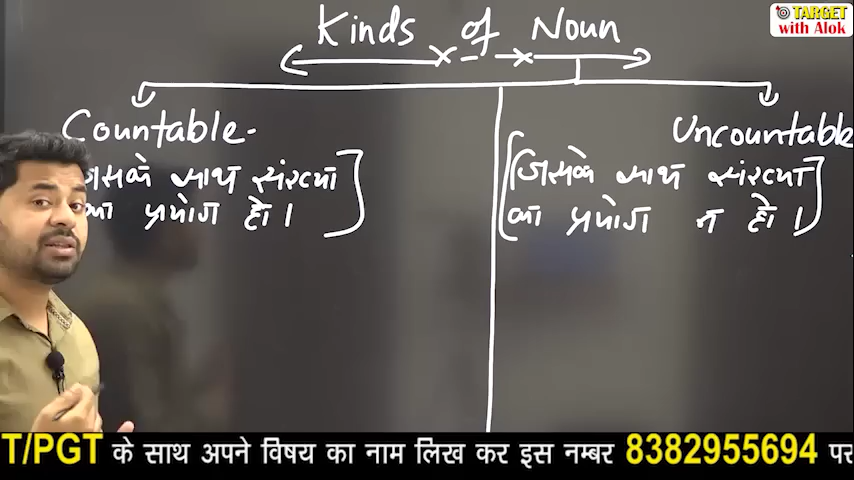 TARGET
with Alok
Kinds of Noun
Countable-
जिसके साथ संख्या
का प्रयोग हो।
Uncountable
जिसके साथ संख्या
का प्रयोग न हो।
T/PGT के साथ अपने विषय का नाम लिख कर इस नम्बर 8382955694 पर